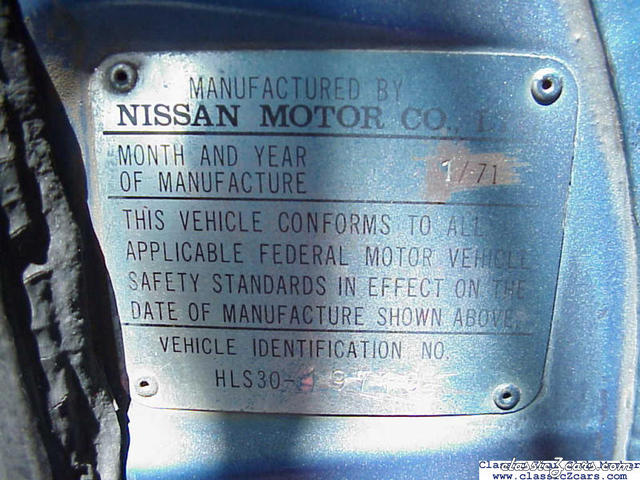 MANUFACTURED BY
NISSAN MOTOR CO.,
MONTH AND YEAR
OF MANUFACTURE 1/71
THIS VEHICLE CONFORMS TO ALL
APPLICABLE FEDERAL MOTOR VEHICLE
SAFETY STANDARDS IN EFFECT ON THE
DATE OF MANUFACTURE SHOWN ABOVE.
VEHICLE IDENTIFICATION NO.
HLS30-
www.classicZcars.com